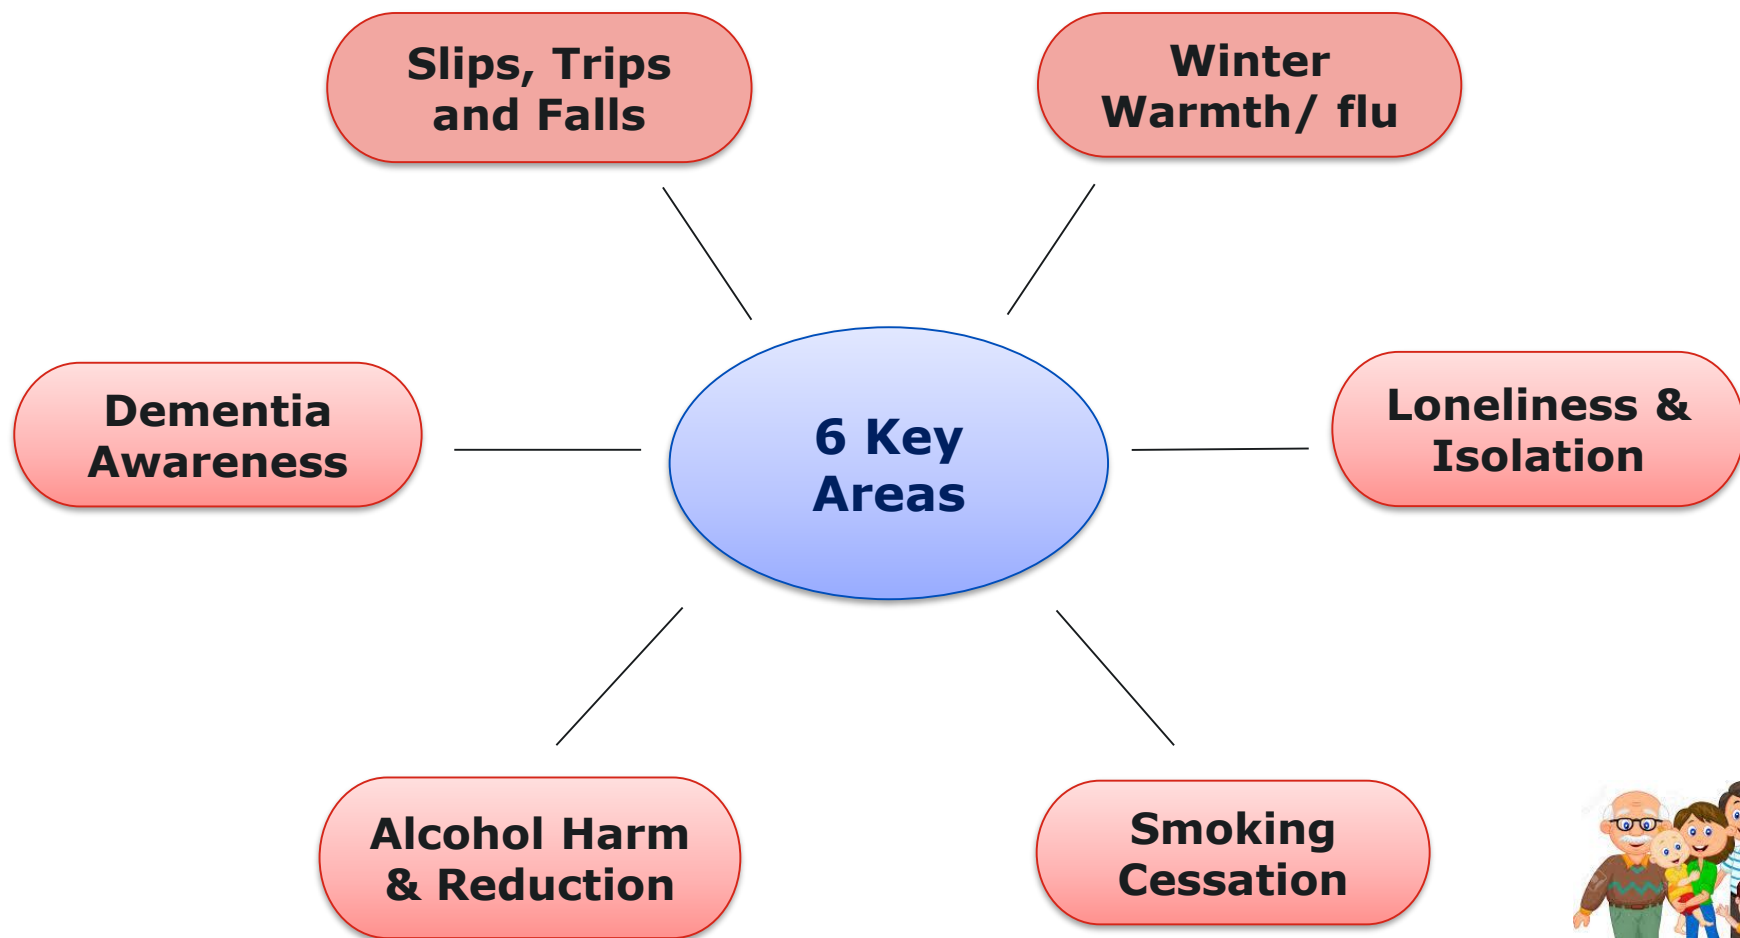 Slips, Trips
and Falls
Winter
Warmth/ flu
Dementia
Awareness
6 Key
Areas
Loneliness &
Isolation
Alcohol Harm
& Reduction
Smoking
Cessation